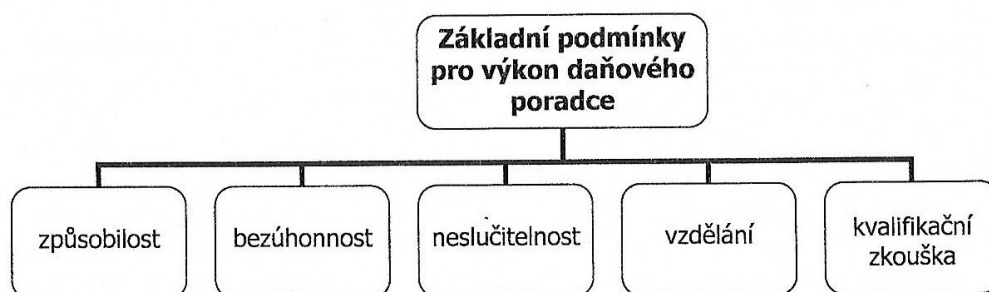 Základní podmínky
pro výkon daňového
poradce
způsobilost
bezúhonnost
neslučitelnost
vzdělání
kvalifikační
zkouška